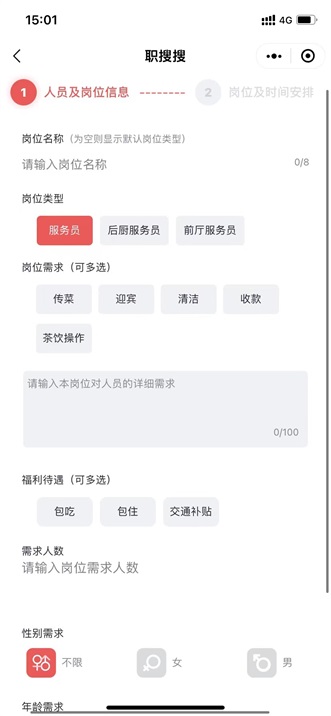 15:01
4G
职搜搜
1 人员及岗位信息 -------- 2 岗位及时间安排
岗位名称（为空则显示默认岗位类型）
请输入岗位名称 0/8
岗位类型
服务员 后厨服务员 前厅服务员
岗位需求（可多选）
传菜 迎宾 清洁 收款
茶饮操作
请输入本岗位对人员的详细需求
0/100
福利待遇（可多选）
包吃 包住 交通补贴
需求人数
请输入岗位需求人数
性别需求
不限 女 男
年龄需求